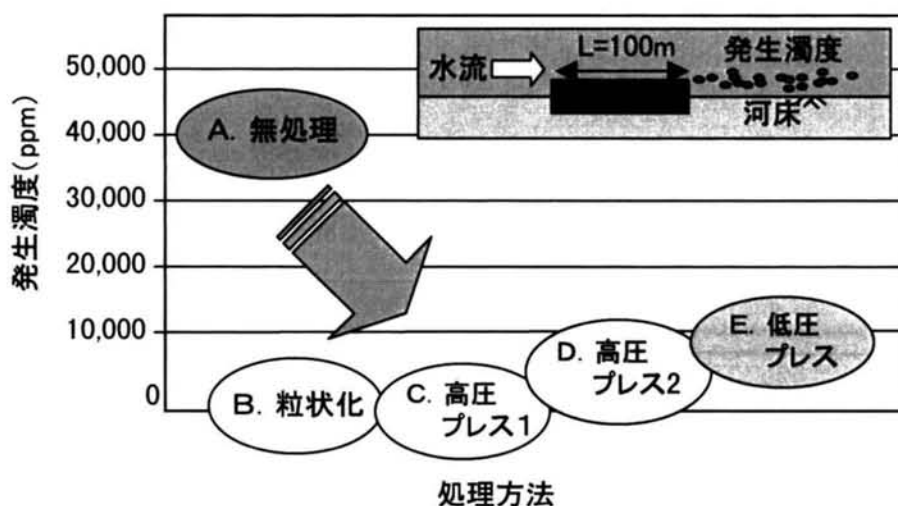 発生濁度(ppm)
50,000
40,000
30,000
20,000
10,000
0
水流
L=100m
発生濁度
河床へ
A. 無処理
B. 粒状化
C. 高圧
プレス1
D. 高圧
プレス2
E. 低圧
プレス
処理方法